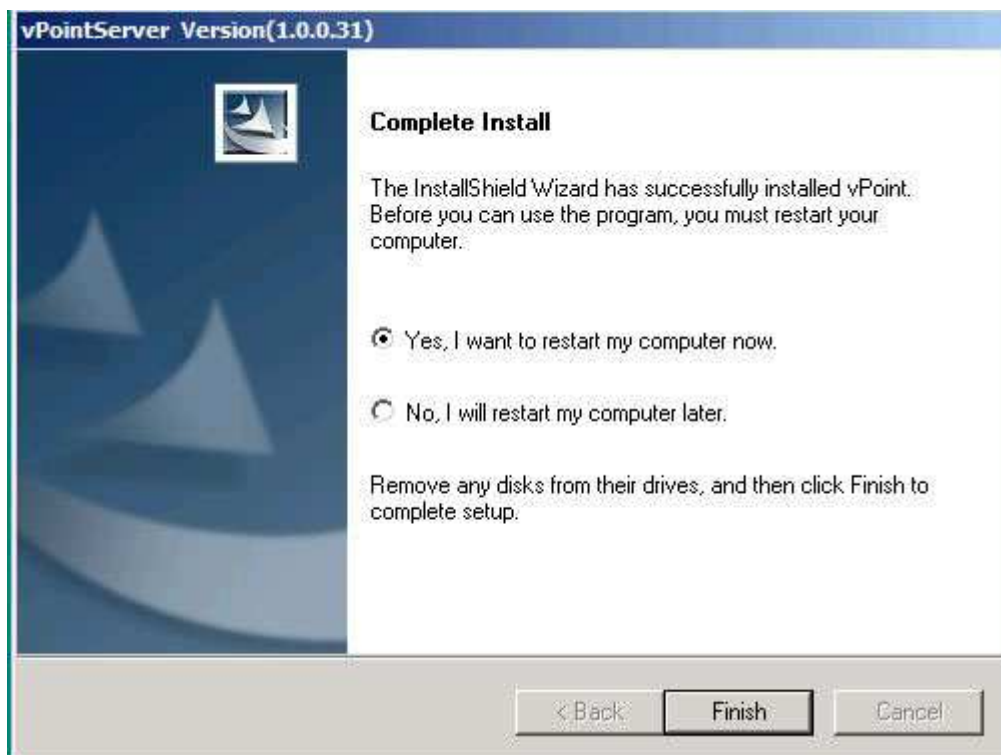 vPointServer Version(1.0.0.31)
Complete Install
The InstallShield Wizard has successfully installed vPoint.
Before you can use the program, you must restart your
computer.
Yes, I want to restart my computer now.
No, I will restart my computer later.
Remove any disks from their drives, and then click Finish to
complete setup.
< Back
Finish
Cancel